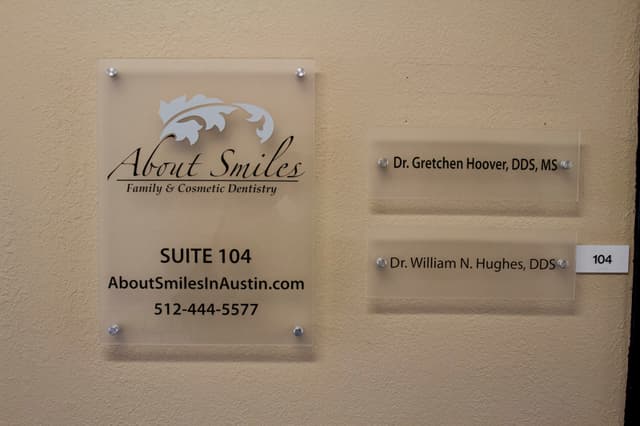 About Smiles
Family & Cosmetic Dentistry
SUITE 104
AboutSmilesInAustin.com
512-444-5577
Dr. Gretchen Hoover, DDS, MS
Dr. William N. Hughes, DDS
104